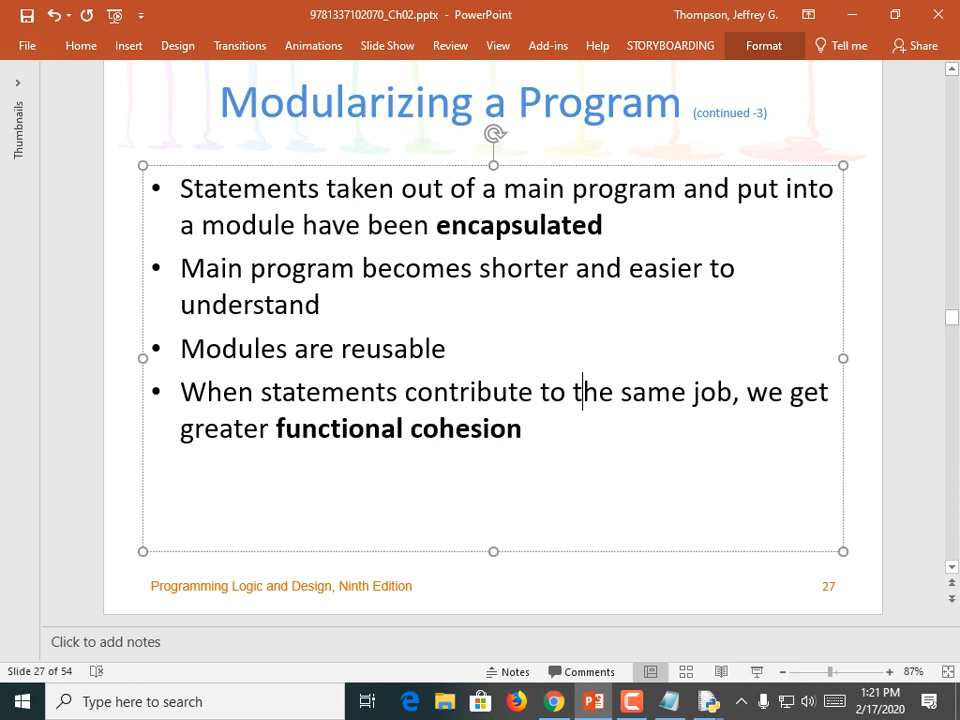 9781337102070_Ch02.pptx - PowerPoint
Thompson, Jeffrey G.
File Home Insert Design Transitions Animations Slide Show Review View Add-ins Help STORYBOARDING Format Tell me Share
Thumbnails
Modularizing a Program (continued -3)
• Statements taken out of a main program and put into
a module have been encapsulated
• Main program becomes shorter and easier to
understand
• Modules are reusable
• When statements contribute to the same job, we get
greater functional cohesion
Programming Logic and Design, Ninth Edition
27
Click to add notes
Slide 27 of 54
Notes Comments
87%
Type here to search
1:21 PM
2/17/2020